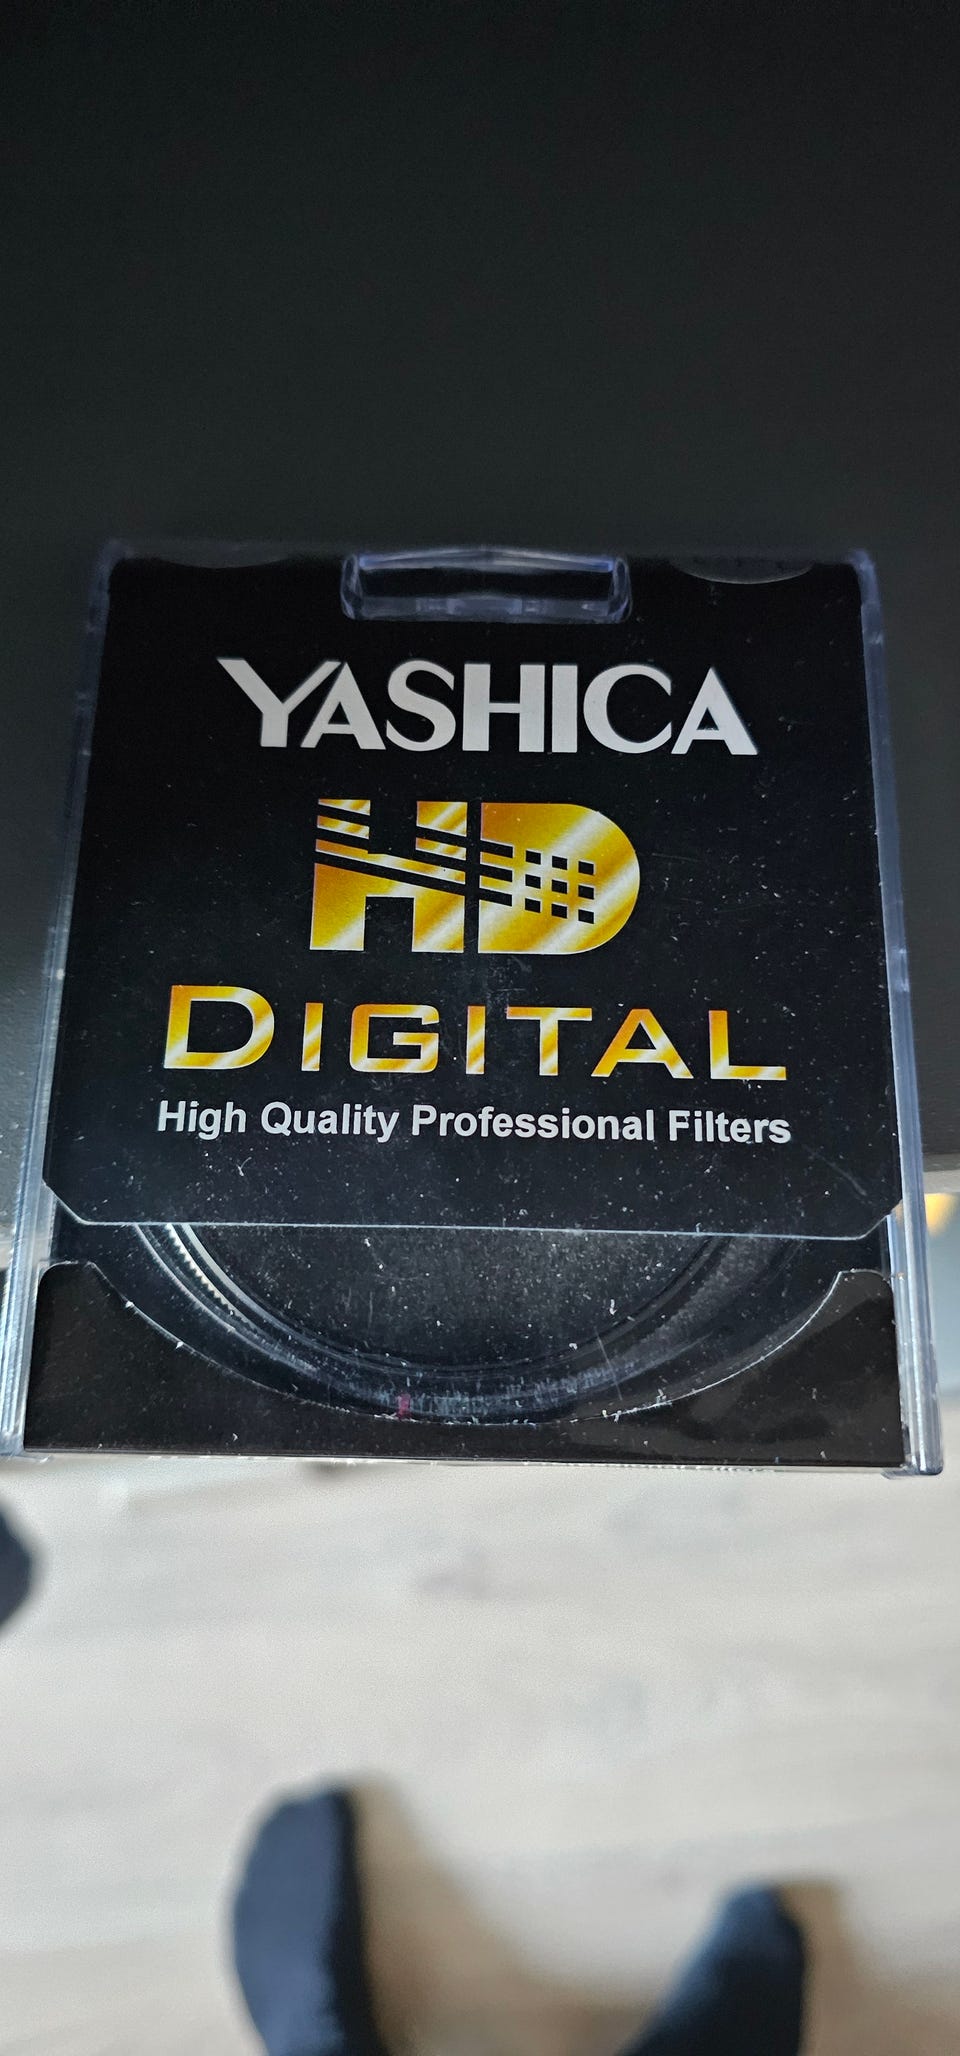 YASHICA
HD
DIGITAL
High Quality Professional Filters